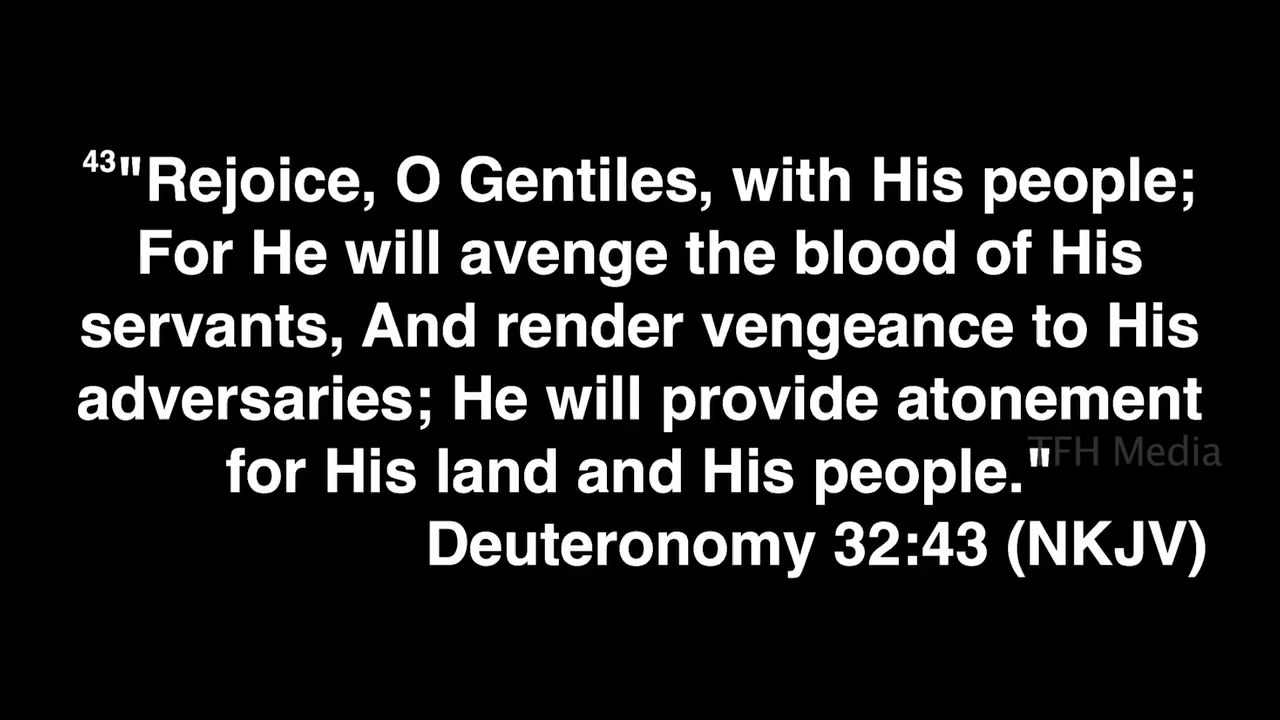 43"Rejoice, O Gentiles, with His people;
For He will avenge the blood of His
servants, And render vengeance to His
adversaries; He will provide atonement
for His land and His people."
TFH Media
Deuteronomy 32:43 (NKJV)